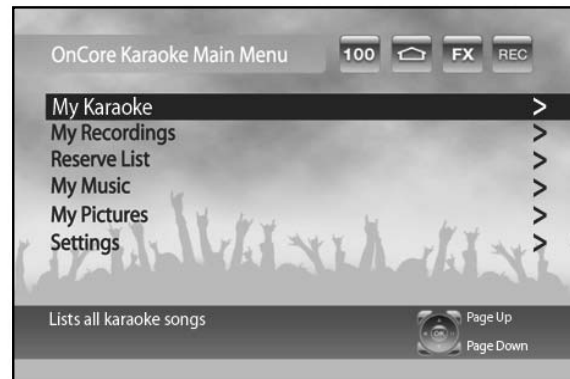 OnCore Karaoke Main Menu
100
FX
REC
My Karaoke >
My Recordings >
Reserve List >
My Music >
My Pictures >
Settings >
Lists all karaoke songs
OK
Page Up
Page Down